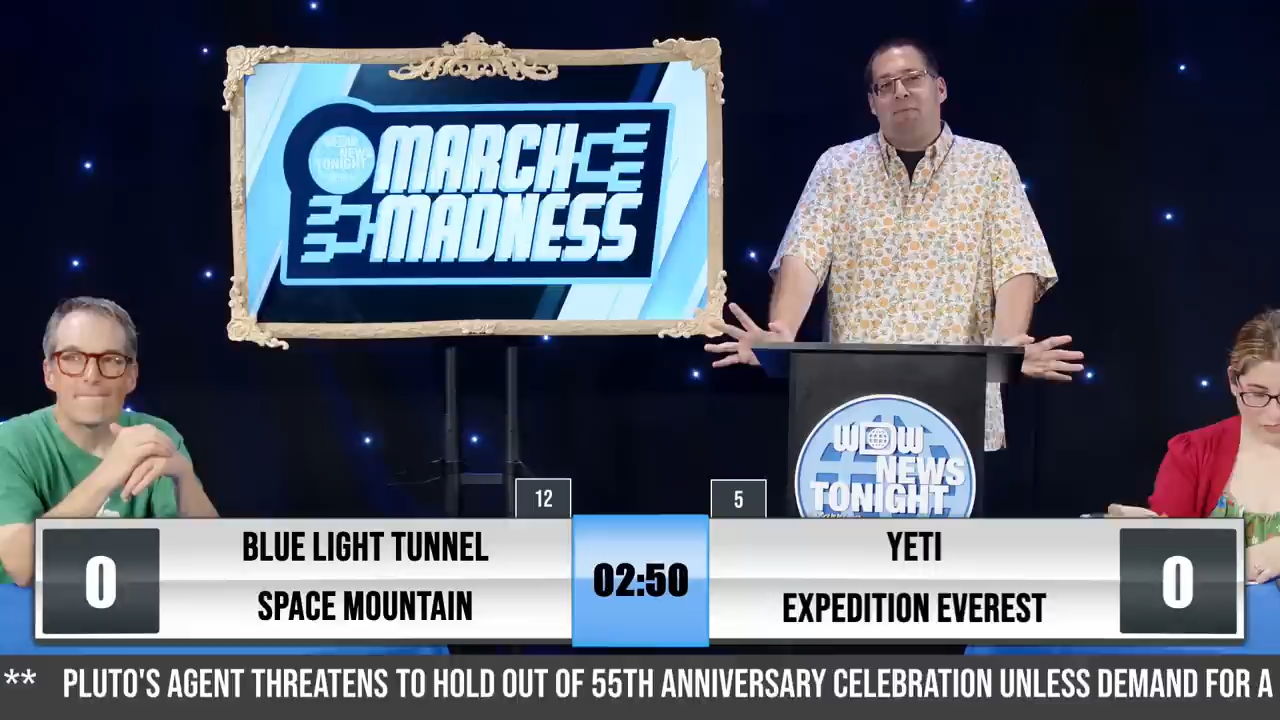 WDW
NEWS
TONIGHT
MARCH
MADNESS
WDW
NEWS
TONIGHT
12
5
0
BLUE LIGHT TUNNEL
SPACE MOUNTAIN
02:50
YETI
EXPEDITION EVEREST
0
** PLUTO'S AGENT THREATENS TO HOLD OUT OF 55TH ANNIVERSARY CELEBRATION UNLESS DEMAND FOR A